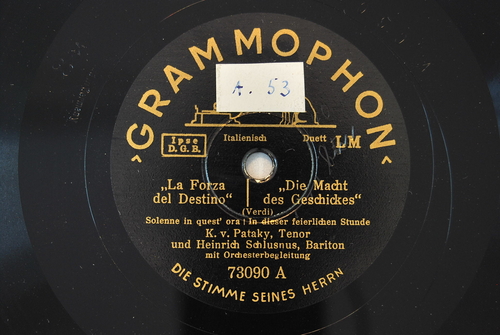 ›GRAMMOPHON‹
A. 53
Ipse
D.G.B.
Italienisch
Duett
LM
„La Forza
del Destino“
„Die Macht
des Geschickes“
(Verdi)
Solenne in quest' ora : In dieser feierlichen Stunde
K. v. Pataky, Tenor
und Heinrich Schlusnus, Bariton
mit Orchesterbegleitung
73090 A
DIE STIMME SEINES HERRN